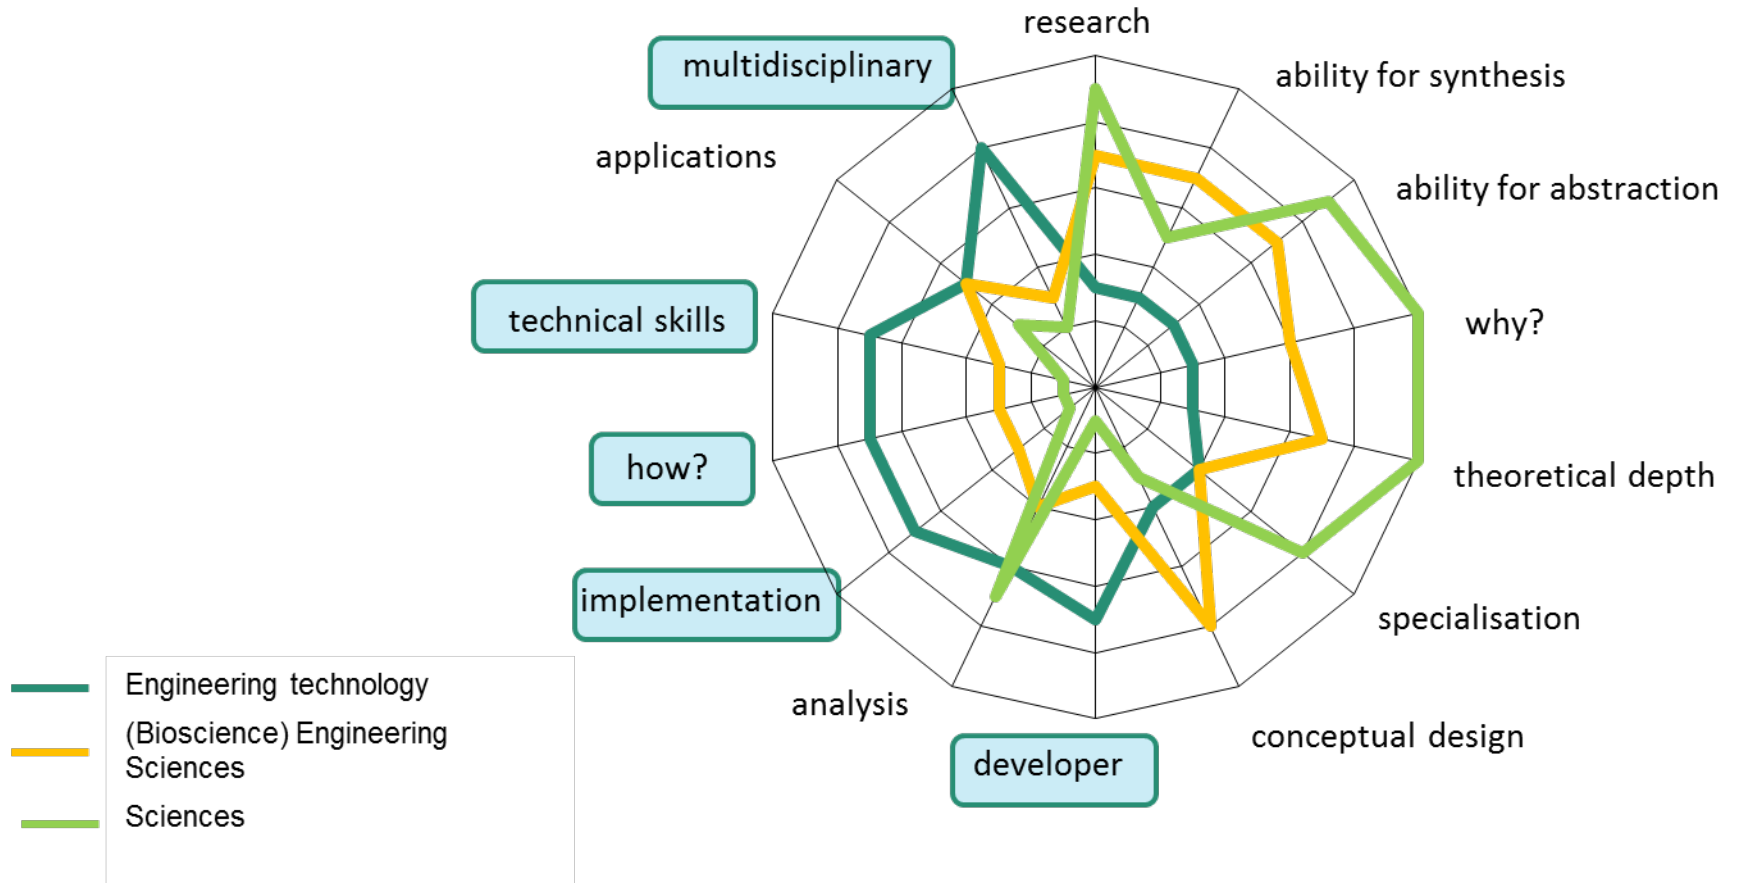 research
multidisciplinary
ability for synthesis
applications
ability for abstraction
technical skills
why?
how?
theoretical depth
implementation
specialisation
analysis
conceptual design
developer
Engineering technology
(Bioscience) Engineering
Sciences
Sciences